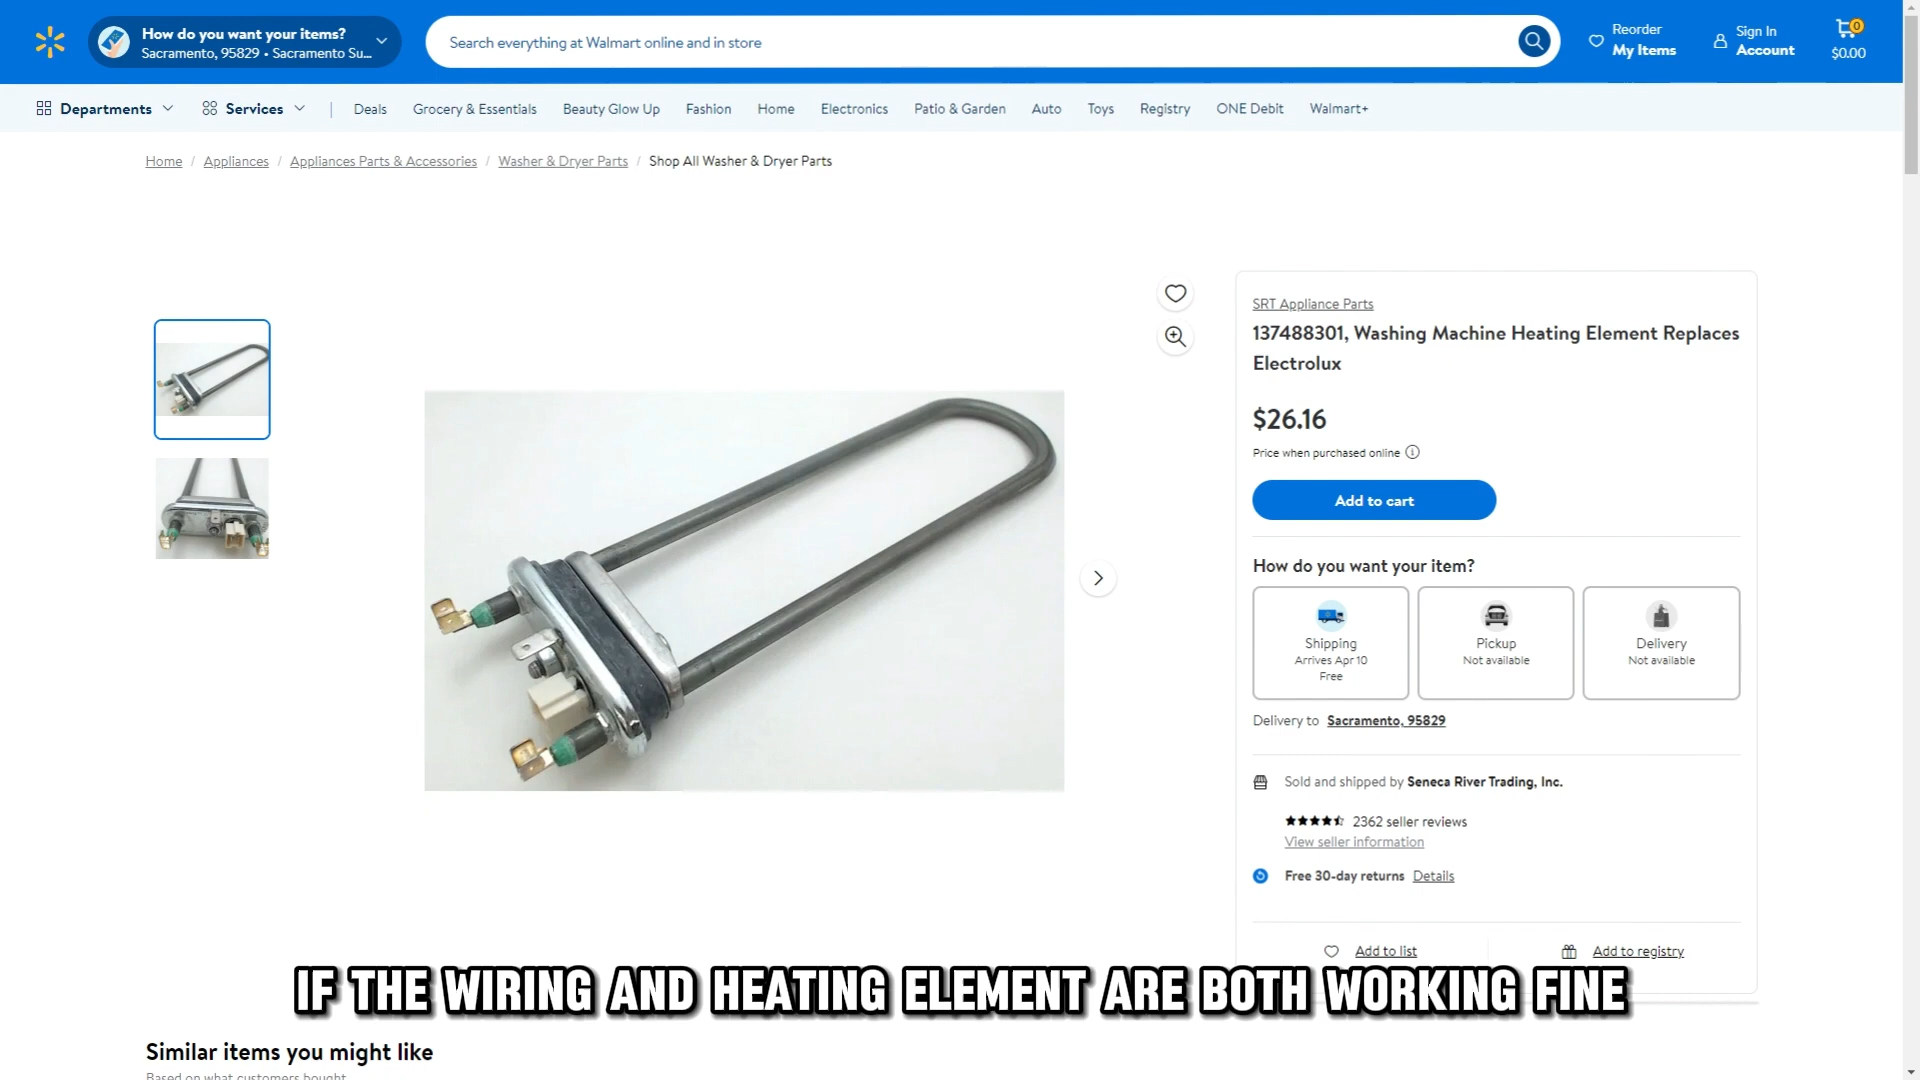 How do you want your items?
Sacramento, 95829 • Sacramento Su...
Search everything at Walmart online and in store
Reorder
My Items
Sign In
Account
0
$0.00
Departments
Services
Deals
Grocery & Essentials
Beauty Glow Up
Fashion
Home
Electronics
Patio & Garden
Auto
Toys
Registry
ONE Debit
Walmart+
Home / Appliances / Appliances Parts & Accessories / Washer & Dryer Parts / Shop All Washer & Dryer Parts
SRT Appliance Parts
137488301, Washing Machine Heating Element Replaces
Electrolux
$26.16
Price when purchased online
Add to cart
How do you want your item?
Shipping
Arrives Apr 10
Free
Pickup
Not available
Delivery
Not available
Delivery to Sacramento, 95829
Sold and shipped by Seneca River Trading, Inc.
2362 seller reviews
View seller information
Free 30-day returns Details
Add to list
Add to registry
IF THE WIRING AND HEATING ELEMENT ARE BOTH WORKING FINE
Similar items you might like
Based on what customers bought